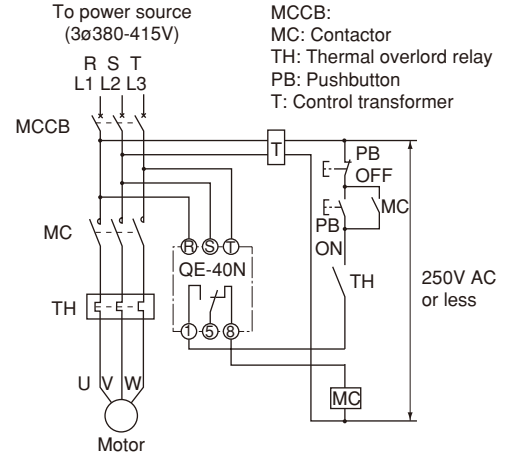 To power source
(3ø380-415V)
R S T
L1 L2 L3
MCCB:
MC: Contactor
TH: Thermal overlord relay
PB: Pushbutton
T: Control transformer
MCCB
T
PB
OFF
MC
PB
ON
MC
R S T
QE-40N
TH
250V AC
or less
TH
1 5 8
U V W
MC
Motor